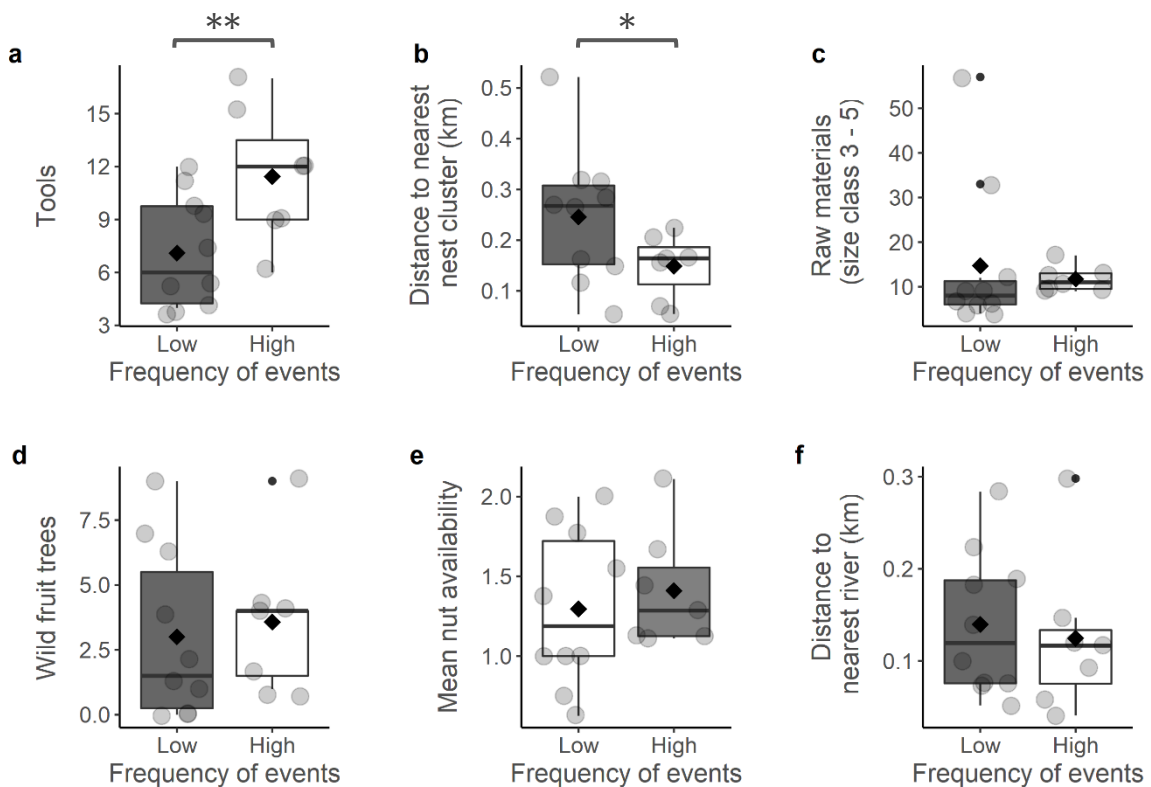 ** *
a b c
Tools
3 6 9 12 15
Low High
Frequency of events
Distance to nearest
nest cluster (km)
0.1 0.2 0.3 0.4 0.5
Low High
Frequency of events
Raw materials
(size class 3 - 5)
10 20 30 40 50
Low High
Frequency of events
d e f
Wild fruit trees
0.0 2.5 5.0 7.5
Low High
Frequency of events
Mean nut availability
1.0 1.5 2.0
Low High
Frequency of events
Distance to
nearest river (km)
0.1 0.2 0.3
Low High
Frequency of events